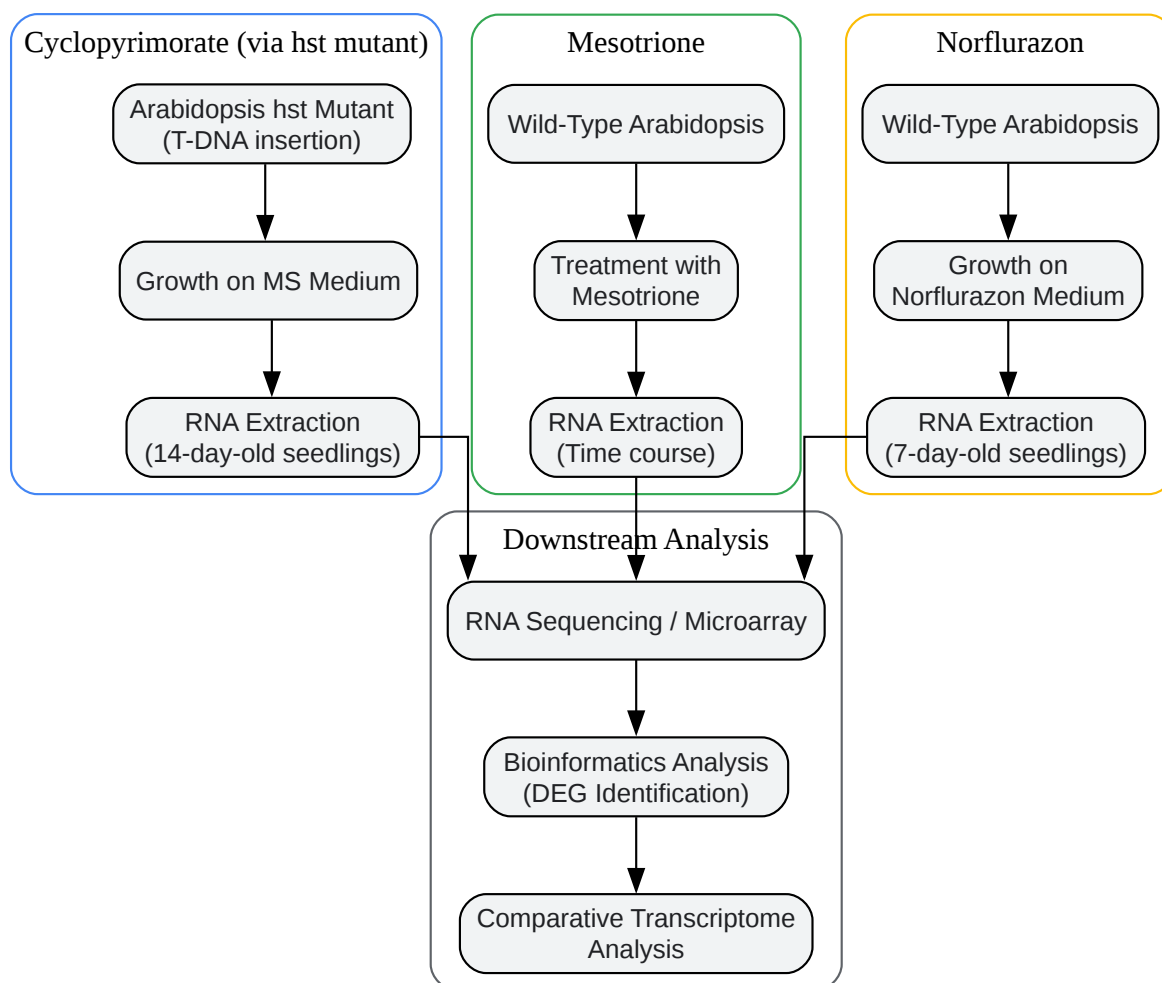 Cyclopyrimorate (via hst mutant)
Arabidopsis hst Mutant
(T-DNA insertion)
Growth on MS Medium
RNA Extraction
(14-day-old seedlings)
Mesotrione
Wild-Type Arabidopsis
Treatment with
Mesotrione
RNA Extraction
(Time course)
Norflurazon
Wild-Type Arabidopsis
Growth on
Norflurazon Medium
RNA Extraction
(7-day-old seedlings)
Downstream Analysis
RNA Sequencing / Microarray
Bioinformatics Analysis
(DEG Identification)
Comparative Transcriptome
Analysis